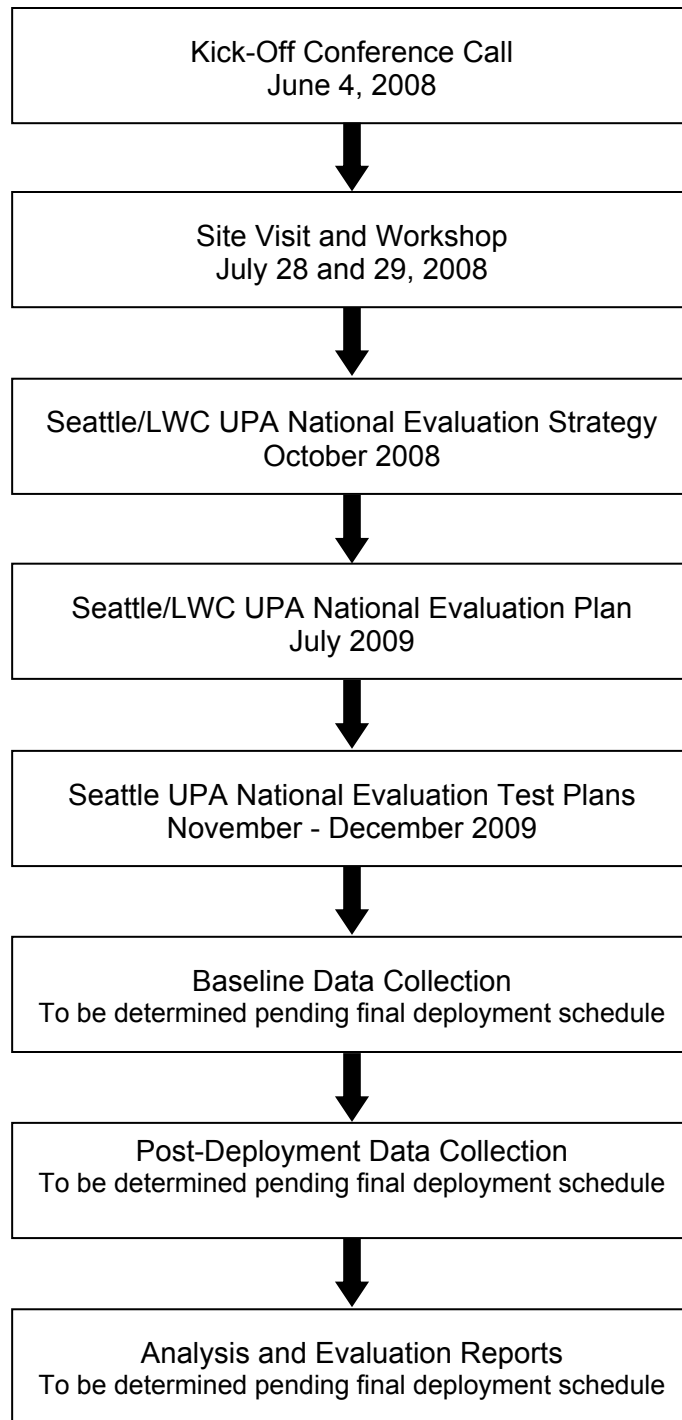 Kick-Off Conference Call
June 4, 2008
Site Visit and Workshop
July 28 and 29, 2008
Seattle/LWC UPA National Evaluation Strategy
October 2008
Seattle/LWC UPA National Evaluation Plan
July 2009
Seattle UPA National Evaluation Test Plans
November - December 2009
Baseline Data Collection
To be determined pending final deployment schedule
Post-Deployment Data Collection
To be determined pending final deployment schedule
Analysis and Evaluation Reports
To be determined pending final deployment schedule